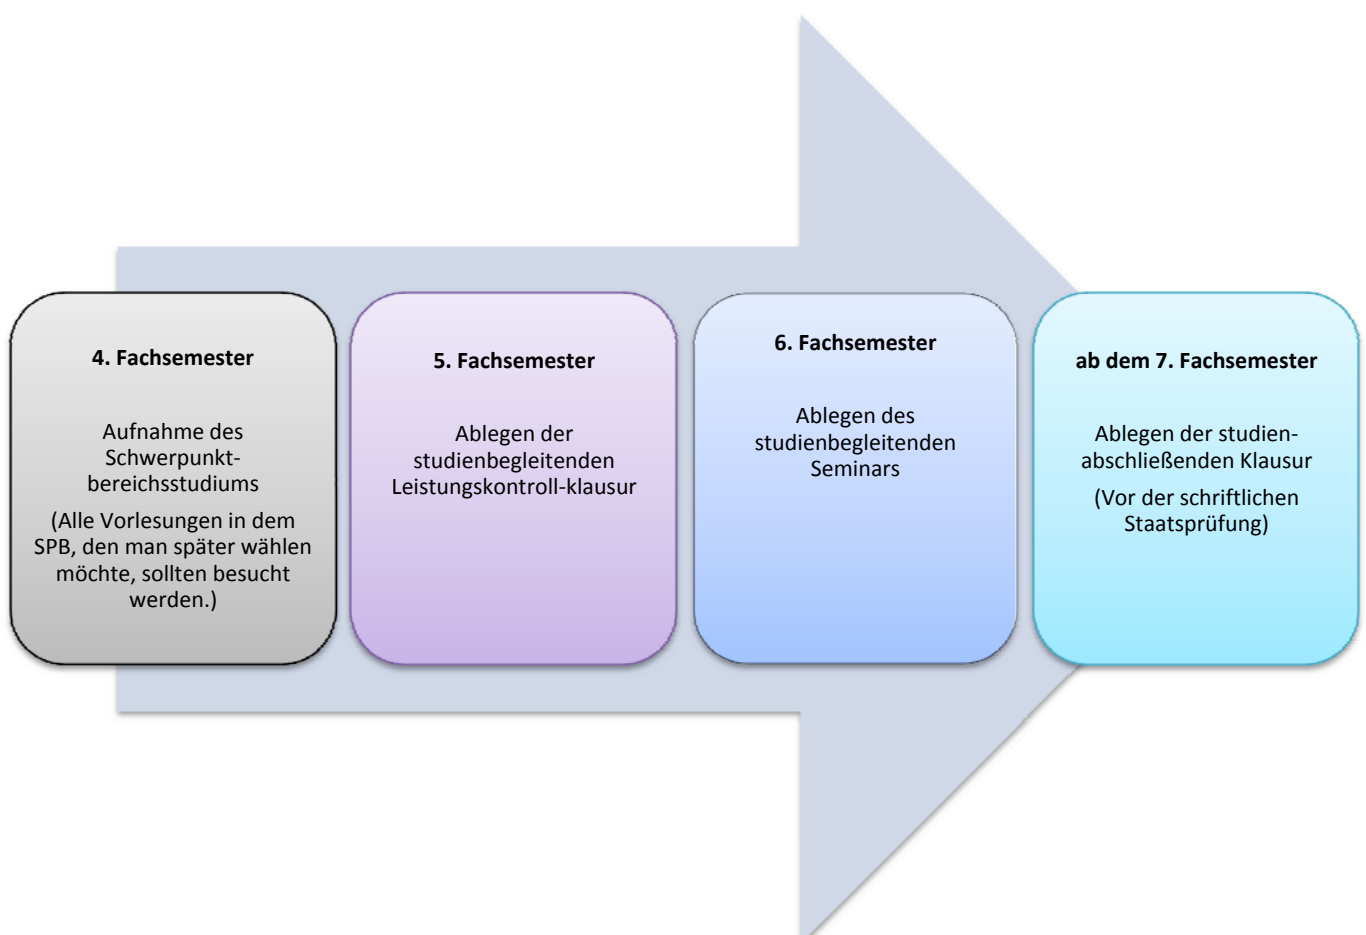 4. Fachsemester
Aufnahme des
Schwerpunkt-
bereichsstudiums
(Alle Vorlesungen in dem
SPB, den man später wählen
möchte, sollten besucht
werden.)
5. Fachsemester
Ablegen der
studienbegleitenden
Leistungskontroll-klausur
6. Fachsemester
Ablegen des
studienbegleitenden
Seminars
ab dem 7. Fachsemester
Ablegen der studien-
abschließenden Klausur
(Vor der schriftlichen
Staatsprüfung)